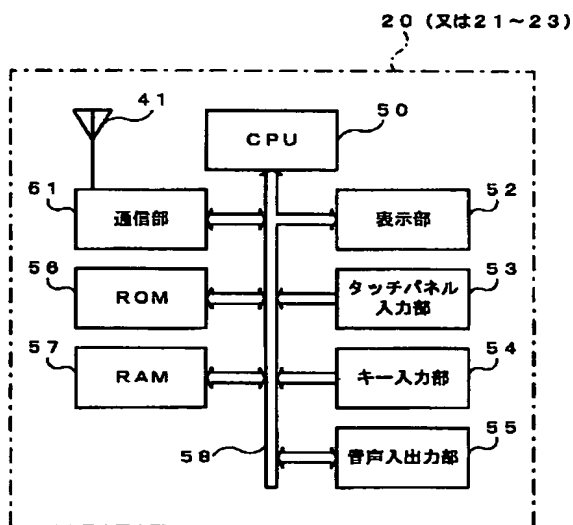 20（又は21～23）
41
50
CPU
61
通信部
52
表示部
56
ROM
53
タッチパネル
入力部
57
RAM
54
キー入力部
58
55
音声入出力部